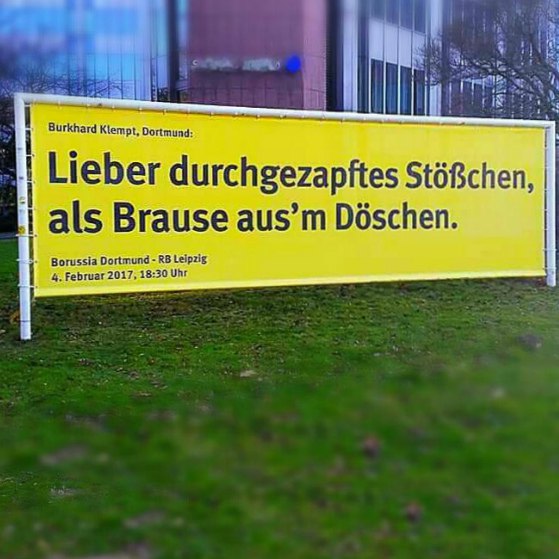 Burkhard Klempt, Dortmund:
Lieber durchgezapftes Stößchen,
als Brause aus’m Döschen.
Borussia Dortmund - RB Leipzig
4. Februar 2017, 18:30 Uhr